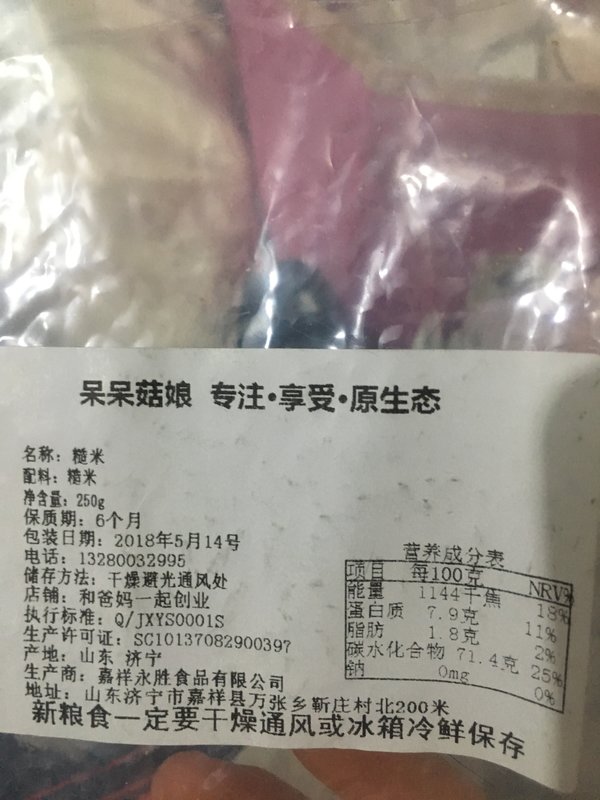 呆呆菇娘 专注·享受·原生态
名称：糙米
配料：糙米
净含量：250g
保质期：6个月
包装日期：2018年5月14号
电话：13280032995
储存方法：干燥避光通风处
店铺：和爸妈一起创业
执行标准：Q/JXYS0001S
生产许可证：SC10137082900397
产地：山东 济宁
生产商：嘉祥永胜食品有限公司
地址：山东济宁市嘉祥县万张乡靳庄村北200米
新粮食一定要干燥通风或冰箱冷鲜保存
营养成分表
项目 每100克 NRV%
能量 1144千焦 18%
蛋白质 7.9克 11%
脂肪 1.8克 2%
碳水化合物 71.4克 25%
钠 0mg 0%